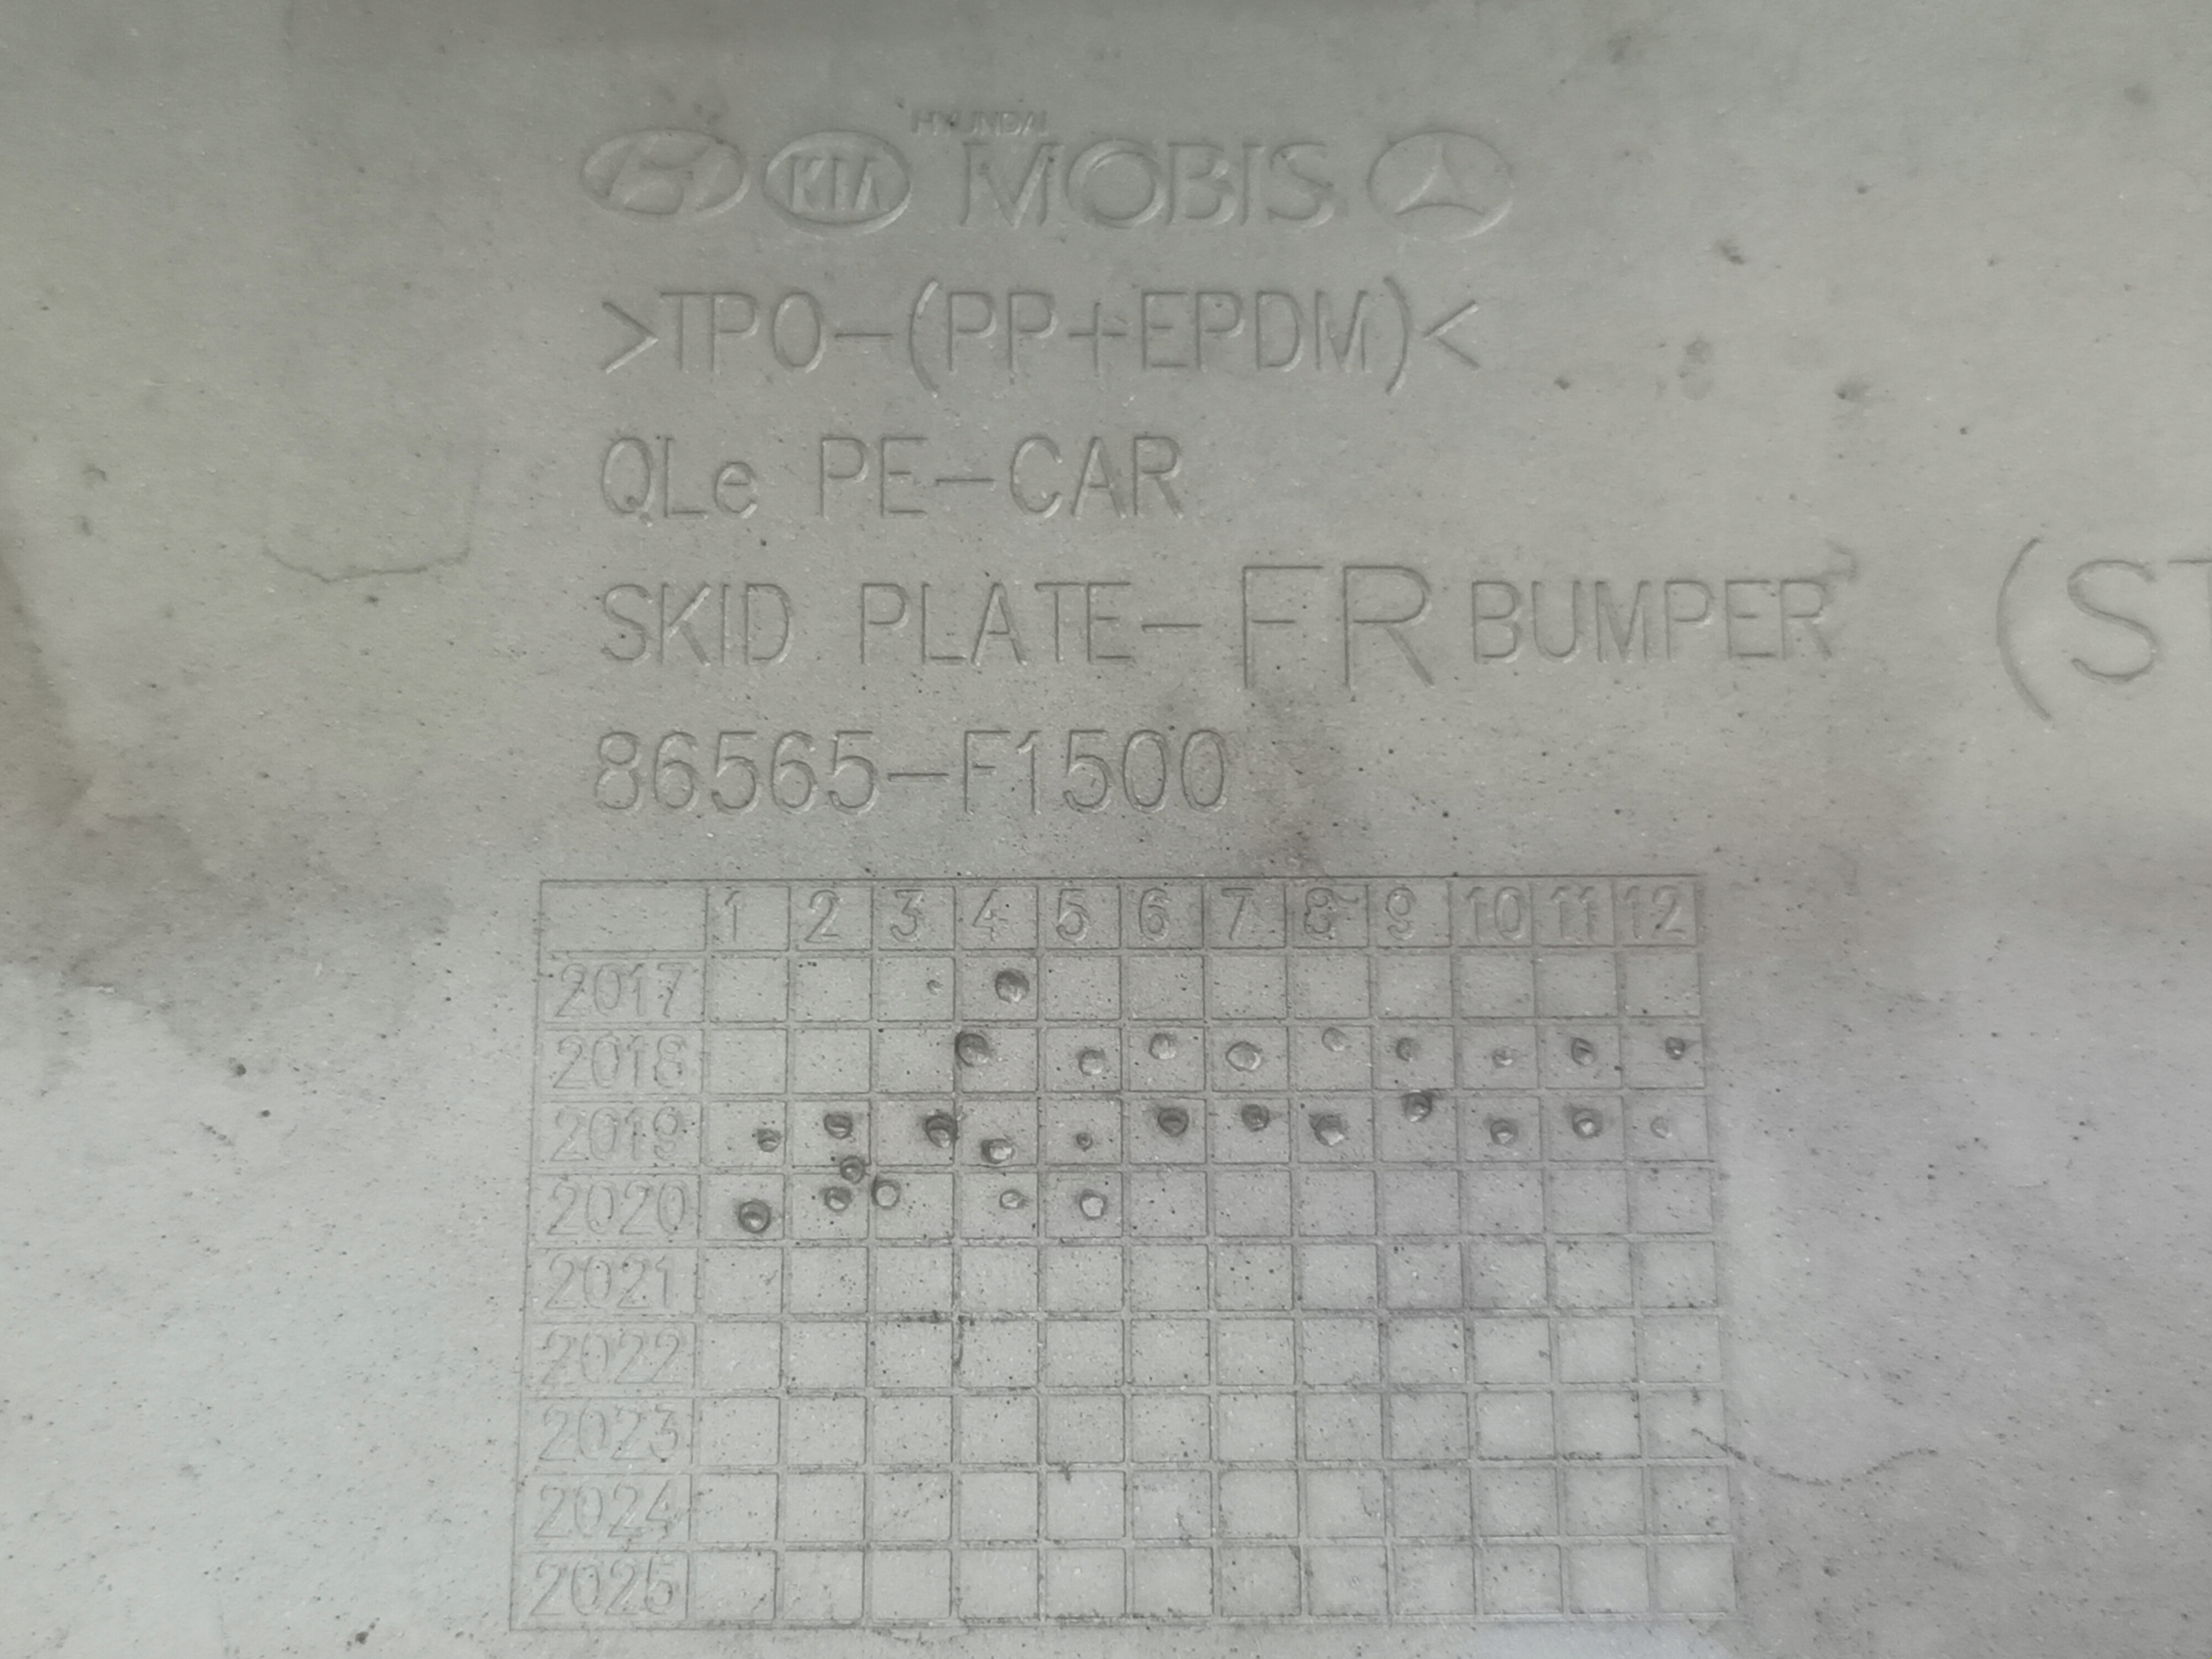 KIA HYUNDAI MOBIS
>TPO-(PP+EPDM)<
QLe PE-CAR
SKID PLATE-FR BUMPER (ST
86565-F1500
1 2 3 4 5 6 7 8 9 10 11 12
2017
2018
2019
2020
2021
2022
2023
2024
2025